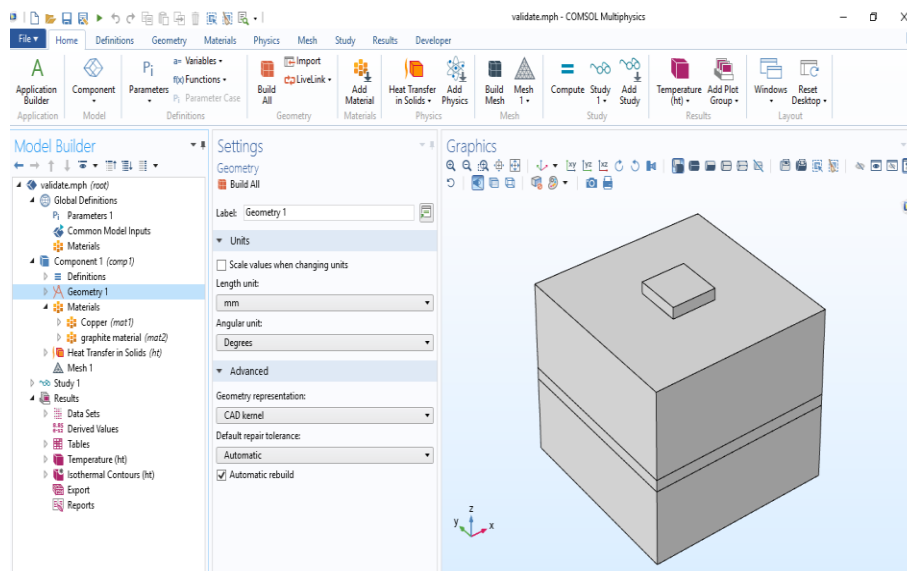 validate.mph - COMSOL Multiphysics
File Home Definitions Geometry Materials Physics Mesh Study Results Developer
Application Builder
Component
Parameters
a= Variables
f(x) Functions
Pi Parameter Case
Build All
Import
LiveLink
Add Material
Heat Transfer in Solids
Add Physics
Build Mesh
Mesh 1
Compute
Study 1
Add Study
Temperature (ht)
Add Plot Group
Windows
Reset Desktop
Application Model Definitions Geometry Materials Physics Mesh Study Results Layout
Model Builder
validate.mph (root)
Global Definitions
Pi Parameters 1
Common Model Inputs
Materials
Component 1 (comp1)
Definitions
Geometry 1
Materials
Copper (mat1)
graphite material (mat2)
Heat Transfer in Solids (ht)
Mesh 1
Study 1
Results
Data Sets
Derived Values
Tables
Temperature (ht)
Isothermal Contours (ht)
Export
Reports
Settings
Geometry
Build All
Label: Geometry 1
Units
Scale values when changing units
Length unit:
mm
Angular unit:
Degrees
Advanced
Geometry representation:
CAD kernel
Default repair tolerance:
Automatic
Automatic rebuild
Graphics
xy yz xz
z
y
x